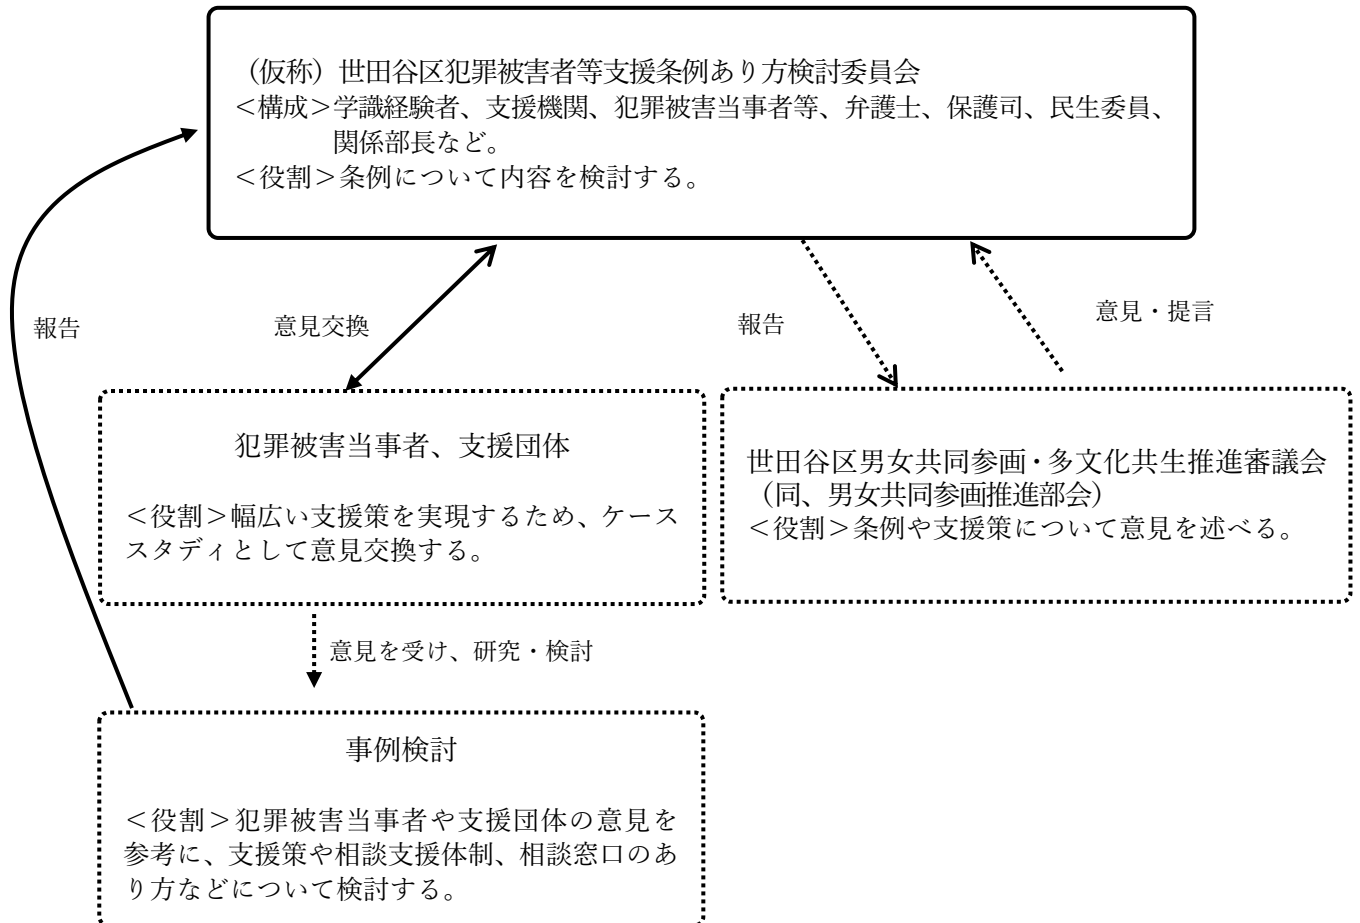 （仮称）世田谷区犯罪被害者等支援条例あり方検討委員会
＜構成＞学識経験者、支援機関、犯罪被害当事者等、弁護士、保護司、民生委員、
関係部長など。
＜役割＞条例について内容を検討する。
報告
意見交換
報告
意見・提言
犯罪被害当事者、支援団体
＜役割＞幅広い支援策を実現するため、ケース
スタディとして意見交換する。
世田谷区男女共同参画・多文化共生推進審議会
（同、男女共同参画推進部会）
＜役割＞条例や支援策について意見を述べる。
意見を受け、研究・検討
事例検討
＜役割＞犯罪被害当事者や支援団体の意見を
参考に、支援策や相談支援体制、相談窓口のあ
り方などについて検討する。